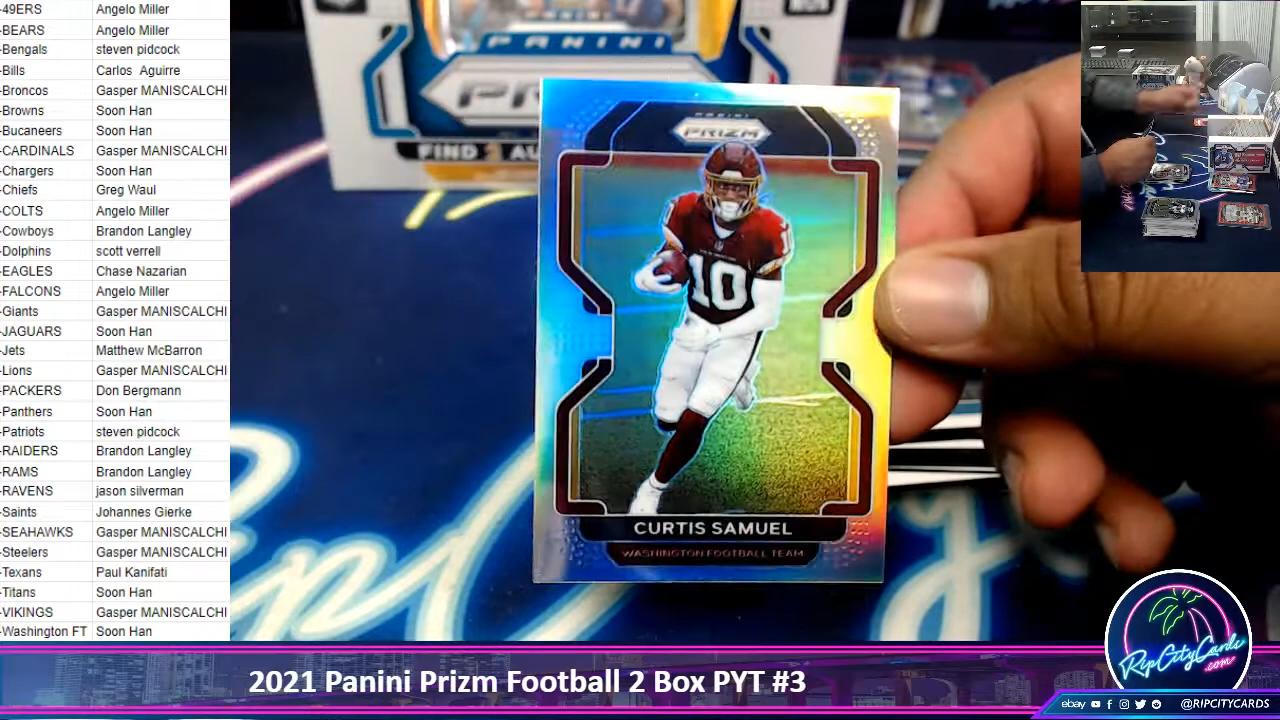 -49ERS Angelo Miller
-BEARS Angelo Miller
-Bengals steven pidcock
-Bills Carlos Aguirre
-Broncos Gasper MANISCALCHI
-Browns Soon Han
-Bucaneers Soon Han
-CARDINALS Gasper MANISCALCHI
-Chargers Soon Han
-Chiefs Greg Waul
-COLTS Angelo Miller
-Cowboys Brandon Langley
-Dolphins scott verrell
-EAGLES Chase Nazarian
-FALCONS Angelo Miller
-Giants Gasper MANISCALCHI
-JAGUARS Soon Han
-Jets Matthew McBarron
-Lions Gasper MANISCALCHI
-PACKERS Don Bergmann
-Panthers Soon Han
-Patriots steven pidcock
-RAIDERS Brandon Langley
-RAMS Brandon Langley
-RAVENS jason silverman
-Saints Johannes Gierke
-SEAHAWKS Gasper MANISCALCHI
-Steelers Gasper MANISCALCHI
-Texans Paul Kanifati
-Titans Soon Han
-VIKINGS Gasper MANISCALCHI
-Washington FT Soon Han
PANINI
FIND
PANINI
PRIZM
10
10
CURTIS SAMUEL
WASHINGTON FOOTBALL TEAM
2021 Panini Prizm Football 2 Box PYT #3
RipCityCards
.com
ebay @RIPCITYCARDS